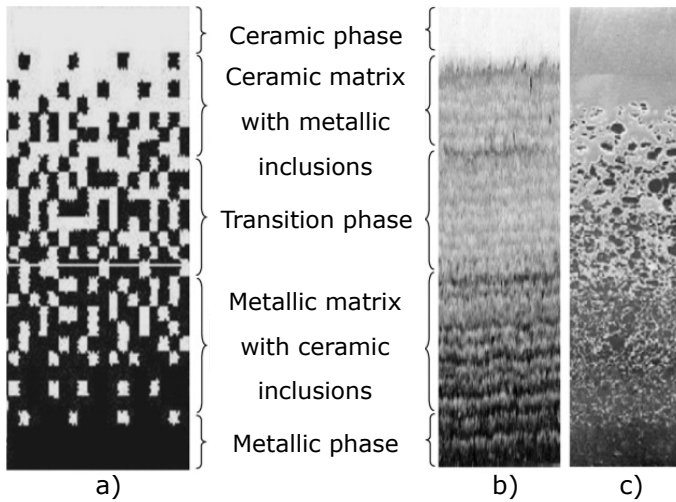 Ceramic phase
Ceramic matrix
with metallic
inclusions
Transition phase
Metallic matrix
with ceramic
inclusions
Metallic phase
a)
b)
c)